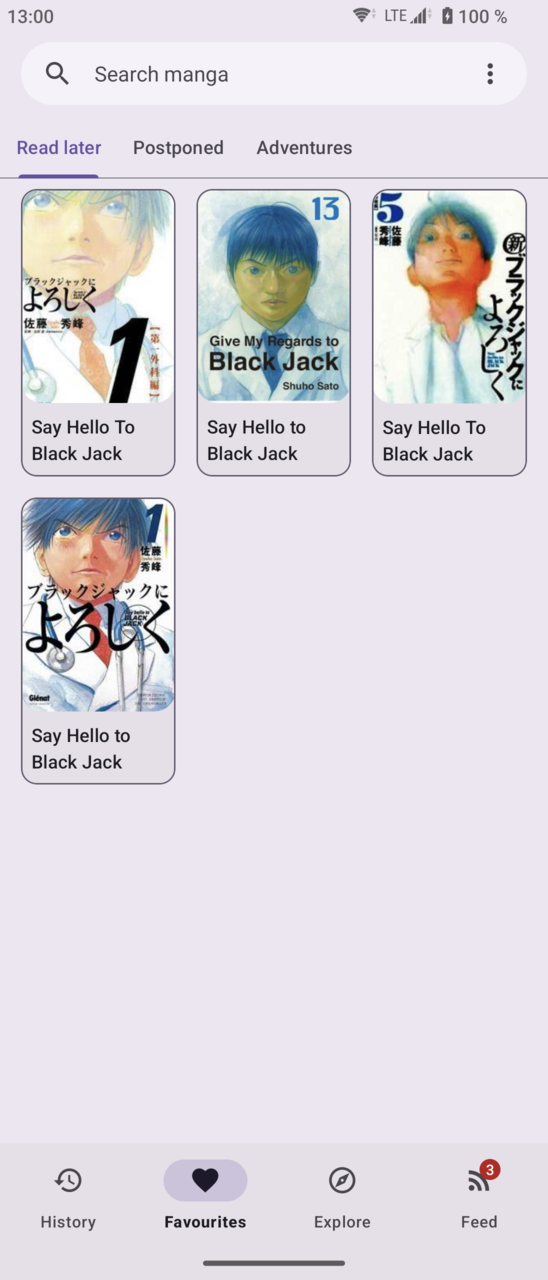 13:00
LTE
100 %
Search manga
Read later
Postponed
Adventures
ブラックジャックに
よろしく
佐藤 秀峰
1
【第一外科編】
Say Hello To
Black Jack
13
Give My Regards to
Black Jack
Shuho Sato
Say Hello to
Black Jack
5
佐藤
秀峰
新ブラックジャックに
よろしく
Say Hello To
Black Jack
1
佐藤
秀峰
ブラックジャックに
よろしく
Say hello to
BLACK
JACK
Glénat
Say Hello to
Black Jack
History
Favourites
Explore
3
Feed